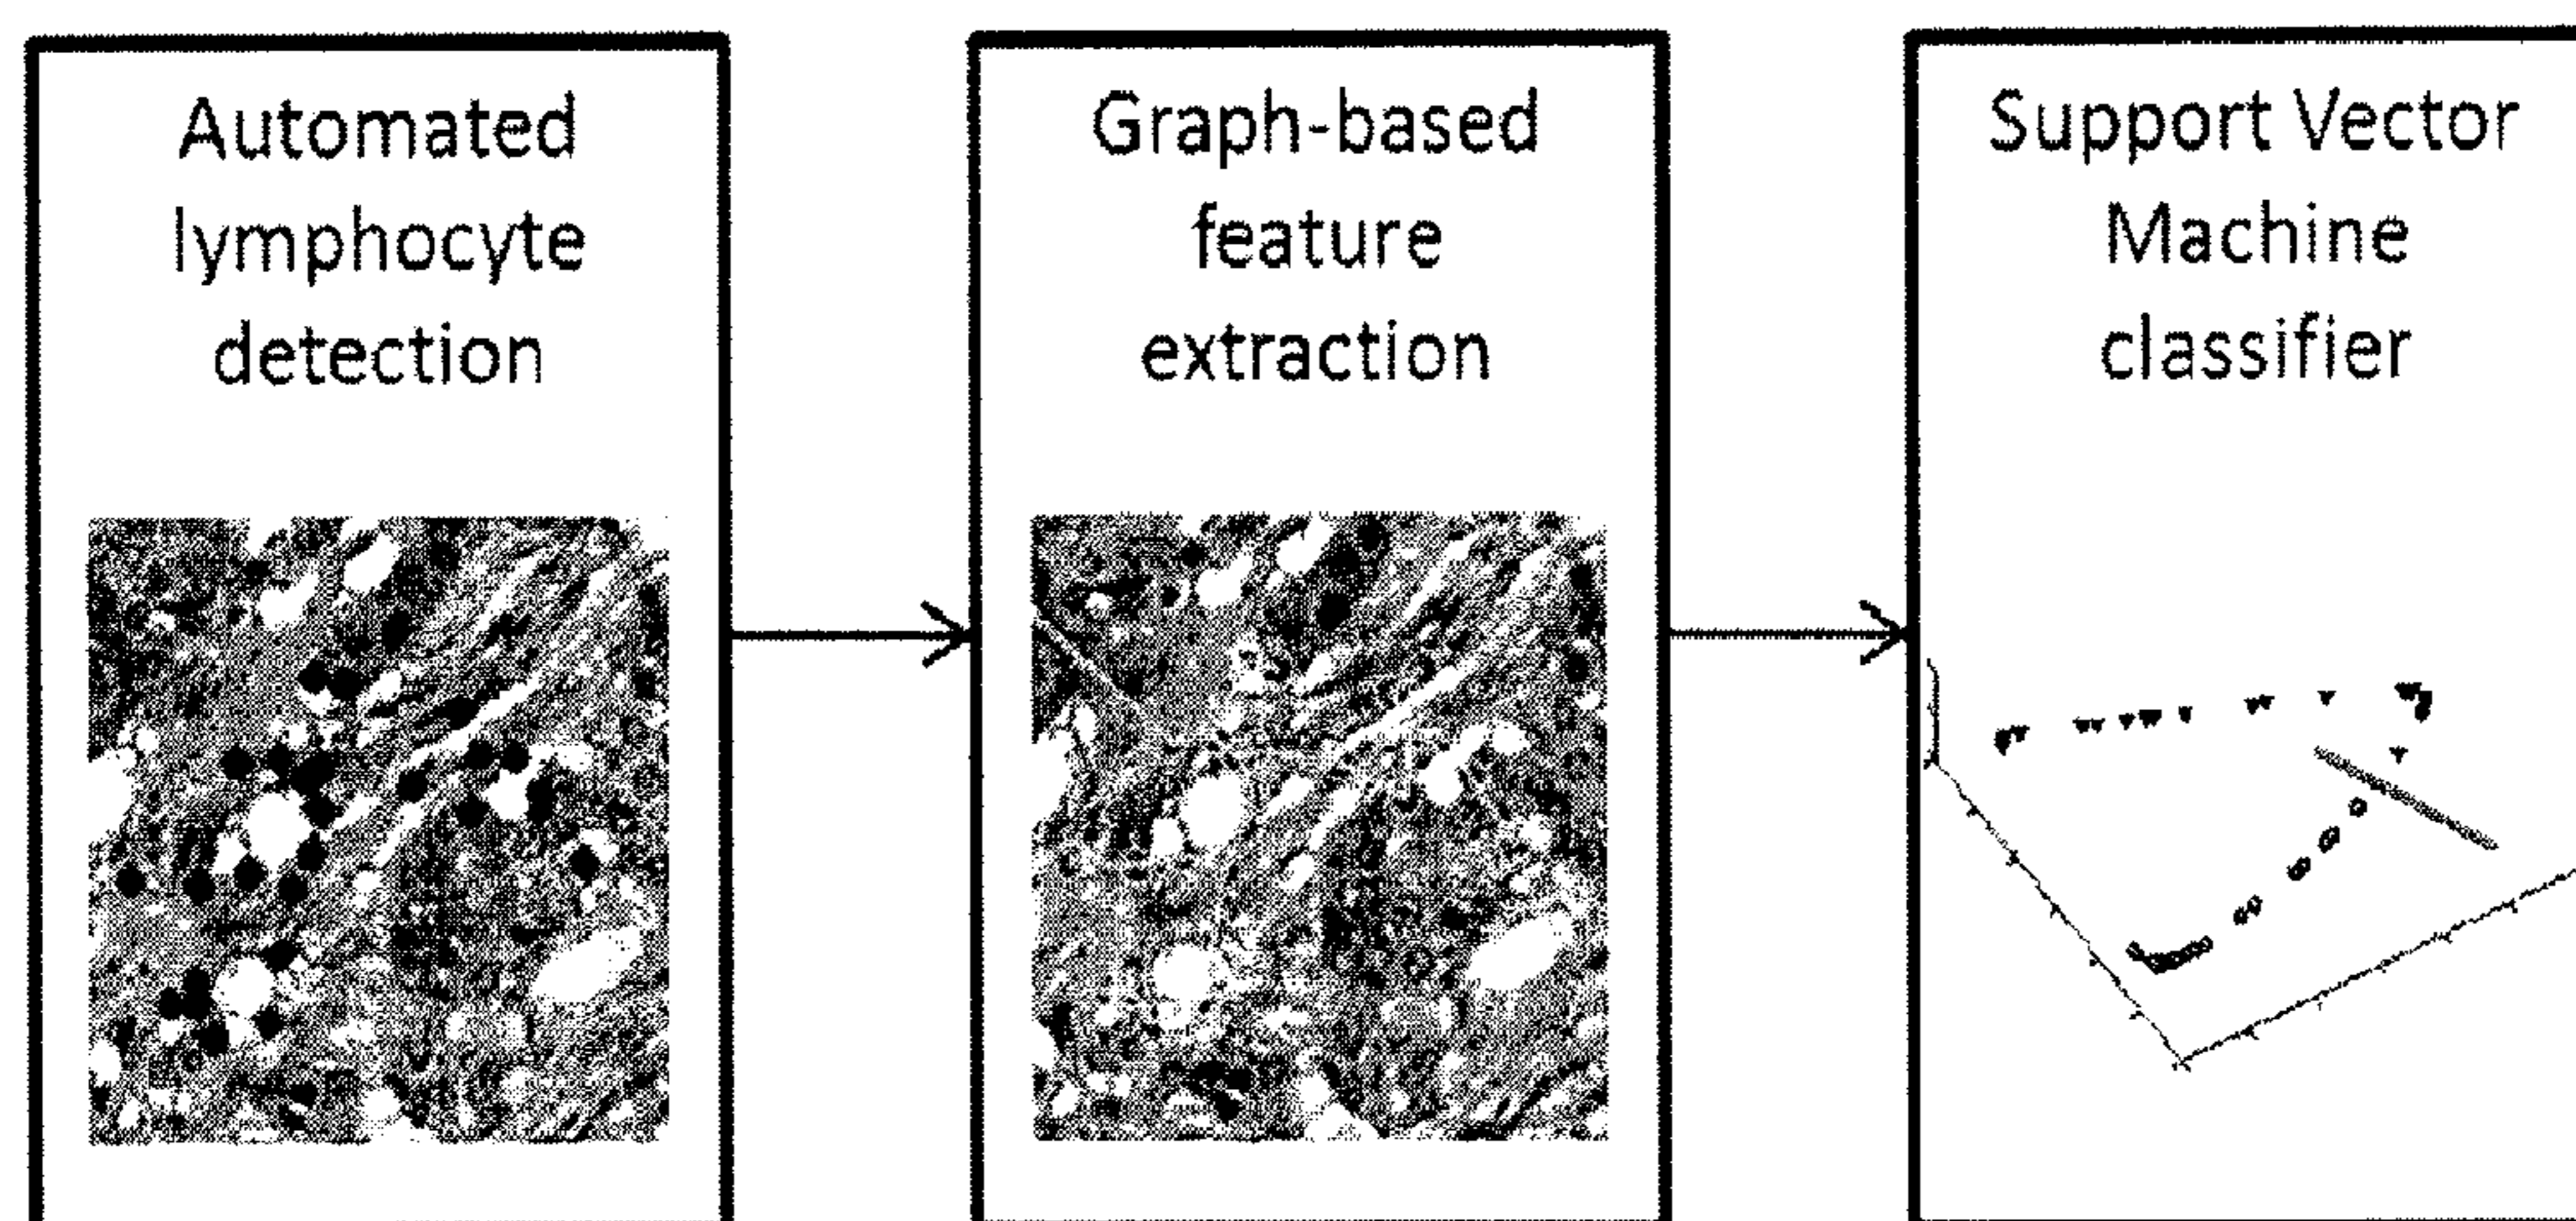 Automated
lymphocyte
detection
Graph-based
feature
extraction
Support Vector
Machine
classifier